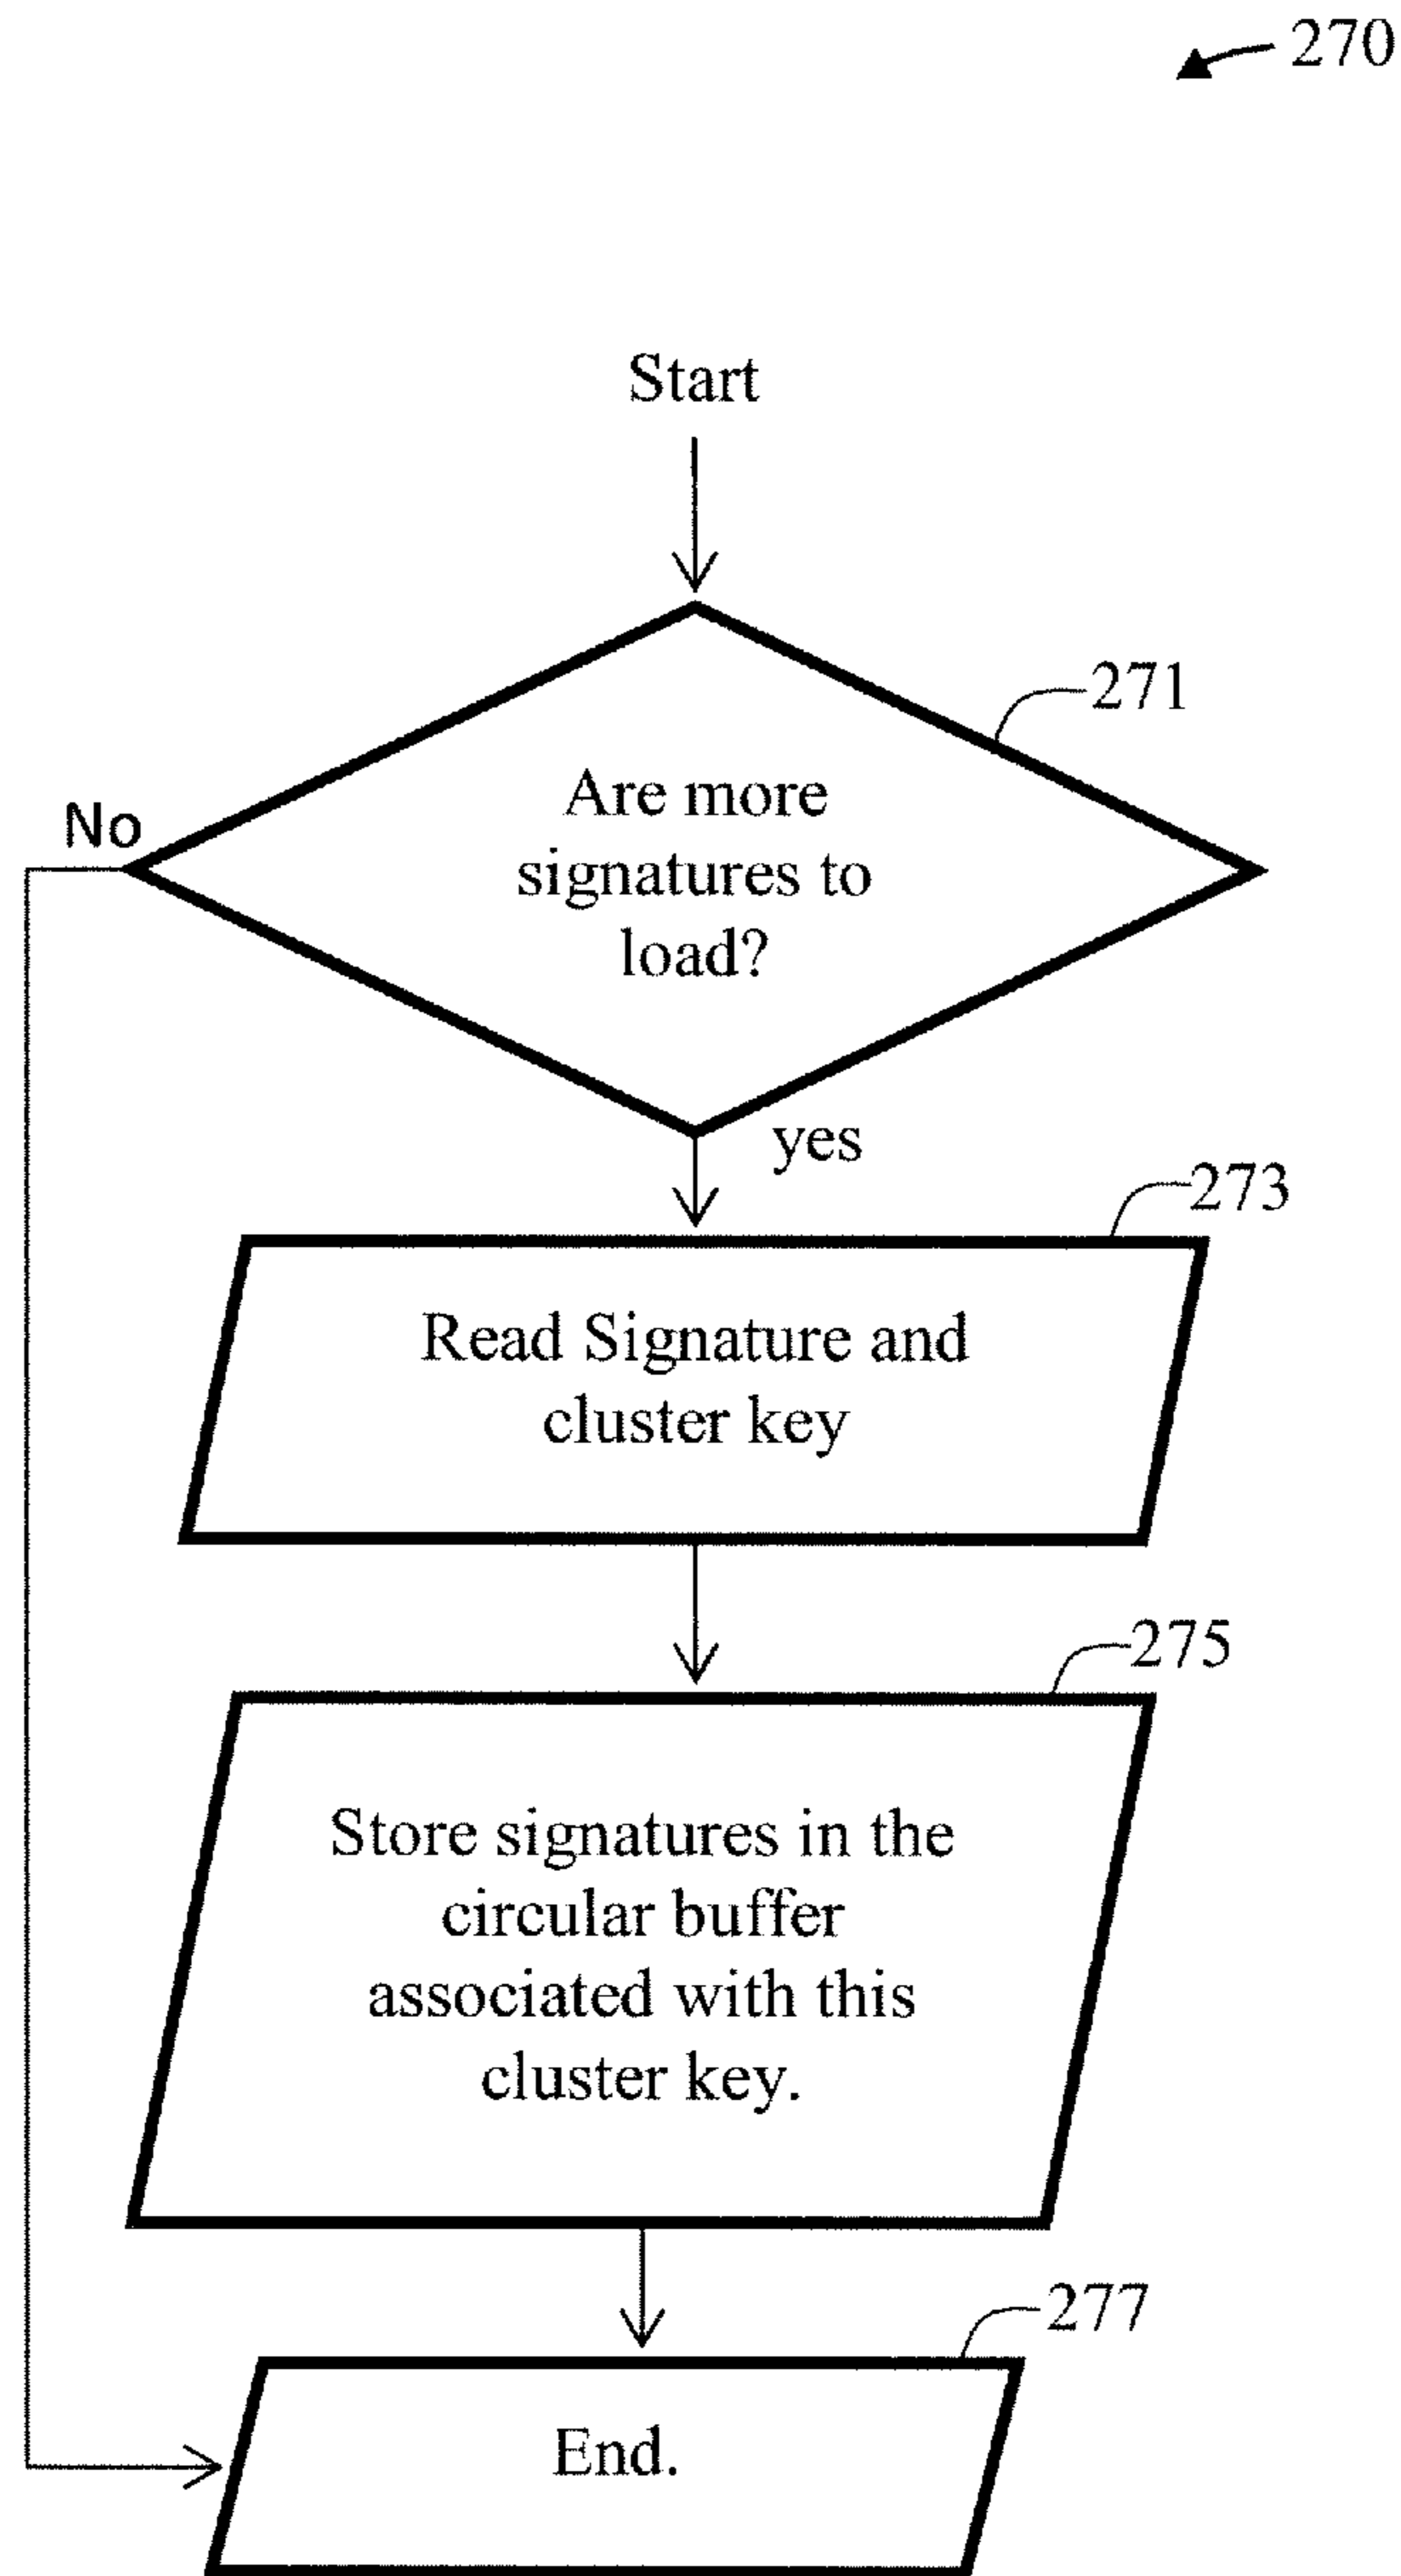 270
Start
271
Are more
signatures to
load?
No
yes
273
Read Signature and
cluster key
275
Store signatures in the
circular buffer
associated with this
cluster key.
277
End.